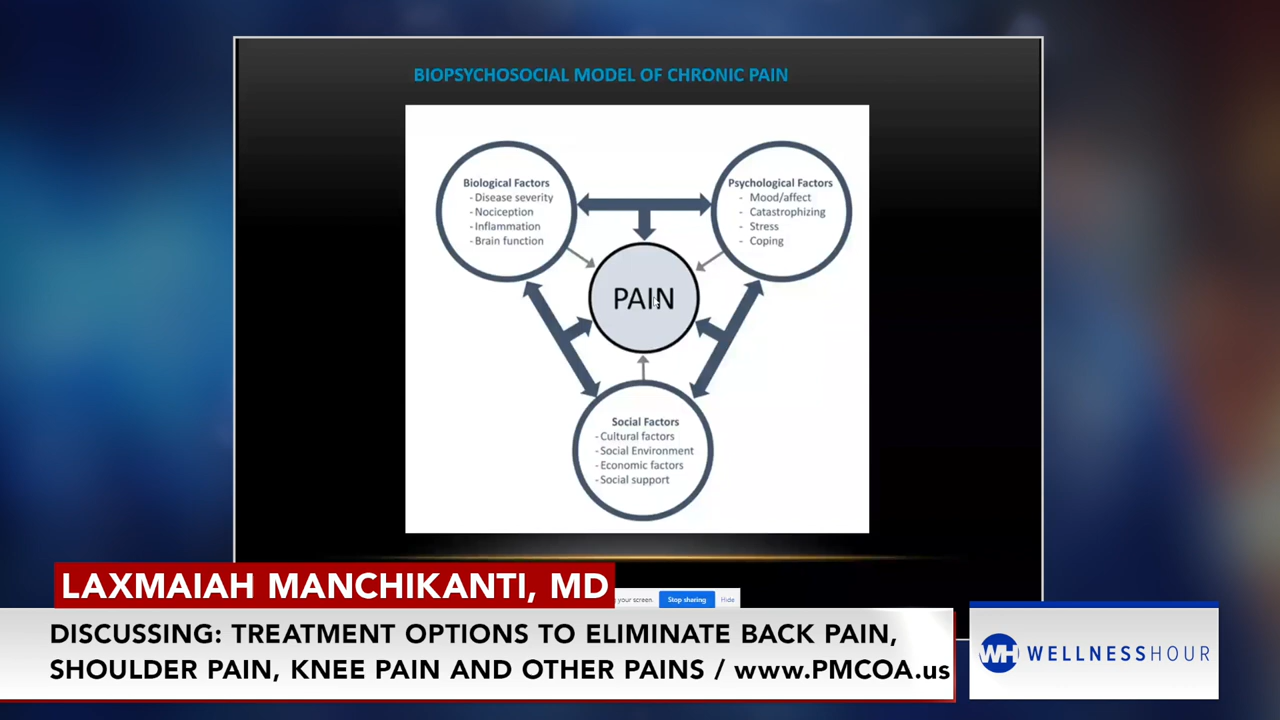 BIOPSYCHOSOCIAL MODEL OF CHRONIC PAIN
Biological Factors
- Disease severity
- Nociception
- Inflammation
- Brain function
Psychological Factors
- Mood/affect
- Catastrophizing
- Stress
- Coping
PAIN
Social Factors
- Cultural factors
- Social Environment
- Economic factors
- Social support
LAXMAIAH MANCHIKANTI, MD
your screen. Stop sharing Hide
DISCUSSING: TREATMENT OPTIONS TO ELIMINATE BACK PAIN,
SHOULDER PAIN, KNEE PAIN AND OTHER PAINS / www.PMCOA.us
WH WELLNESSHOUR